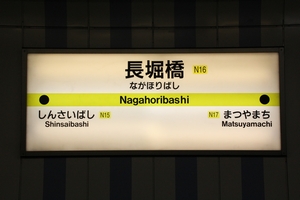 長堀橋 N16
ながほりばし
Nagahoribashi
しんさいばし N15
Shinsaibashi
N17 まつやまち
Matsuyamachi